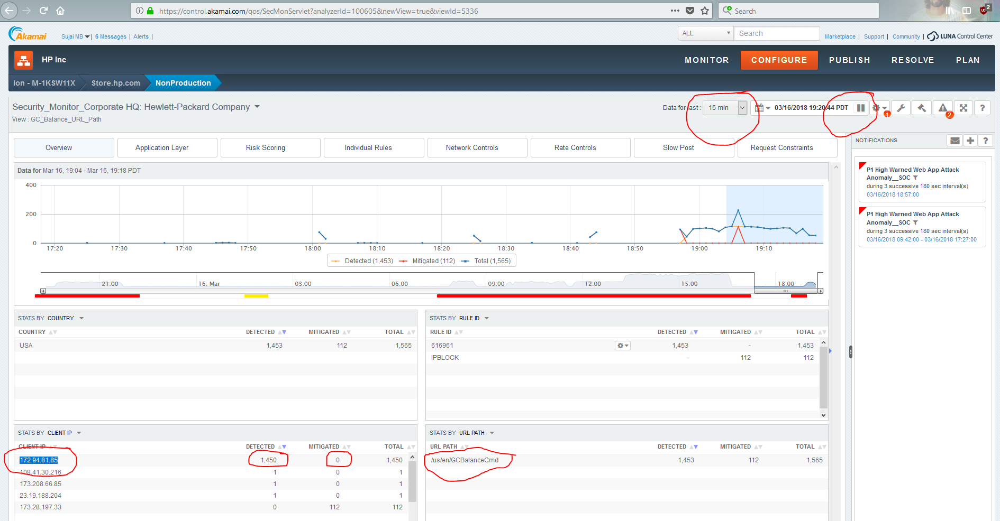 https://control.akamai.com/qos/SecMonServlet?analyzerId=100605&newView=true&viewId=5336
Search
2
Akamai
Sujai MB | 6 Messages | Alerts |
ALL
Search
Marketplace | Support | Community | LUNA Control Center
HP Inc
MONITOR
CONFIGURE
PUBLISH
RESOLVE
PLAN
Ion - M-1KSW11X
Store.hp.com
NonProduction
Security_Monitor_Corporate HQ: Hewlett-Packard Company
Data for last : 15 min
03/16/2018 19:20:44 PDT
1
2
?
View : GC_Balance_URL_Path
Overview
Application Layer
Risk Scoring
Individual Rules
Network Controls
Rate Controls
Slow Post
Request Constraints
NOTIFICATIONS
?
P1 High Warned Web App Attack
Anomaly__SOC
during 3 successive 180 sec interval(s)
03/16/2018 18:57:00
P1 High Warned Web App Attack
Anomaly__SOC
during 3 successive 180 sec interval(s)
03/16/2018 09:42:00 - 03/16/2018 17:27:00
Data for Mar 16, 19:04 - Mar 16, 19:18 PDT
400
200
0
17:20 17:30 17:40 17:50 18:00 18:10 18:20 18:30 18:40 18:50 19:00 19:10
Detected (1,453) Mitigated (112) Total (1,565)
21:00 16. Mar 03:00 06:00 09:00 12:00 15:00 18:00
STATS BY COUNTRY
COUNTRY DETECTED MITIGATED TOTAL
USA 1,453 112 1,565
STATS BY RULE ID
RULE ID DETECTED MITIGATED TOTAL
616961 1,453 - 1,453
IPBLOCK - 112 112
STATS BY CLIENT IP
CLIENT IP DETECTED MITIGATED TOTAL
172.94.81.85 1,450 0 1,450
108.41.30.216 1 0 1
173.208.66.85 1 0 1
23.19.188.204 1 0 1
173.28.197.33 0 112 112
STATS BY URL PATH
URL PATH DETECTED MITIGATED TOTAL
/us/en/GCBalanceCmd 1,453 112 1,565